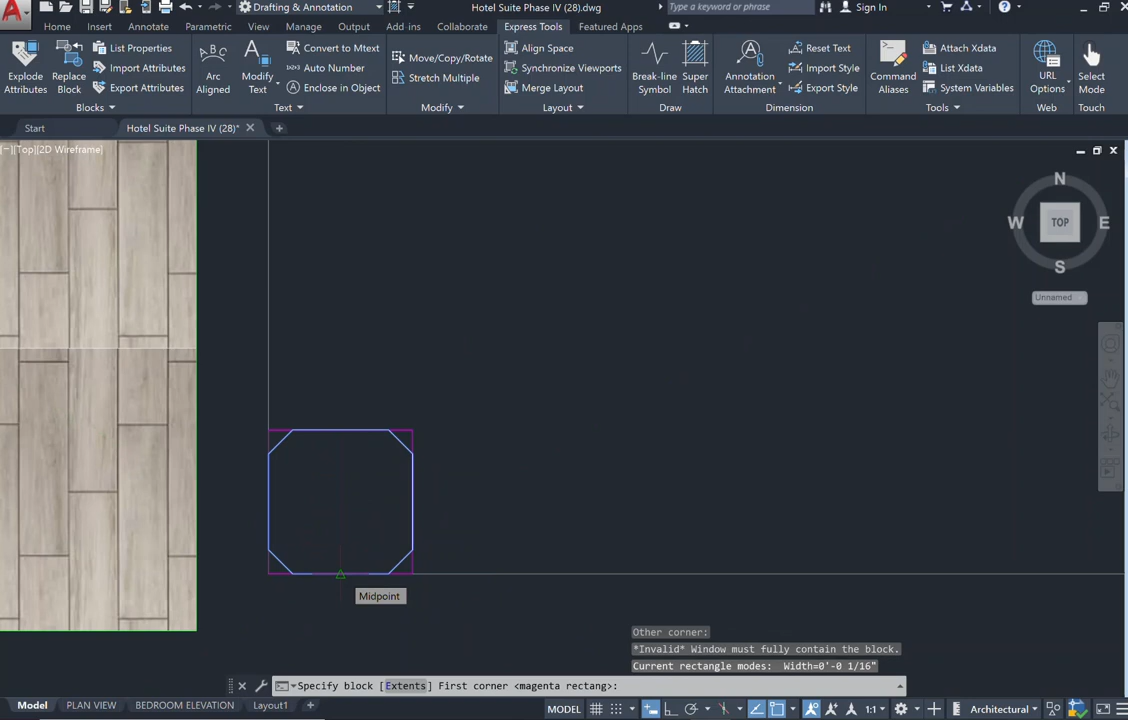 Drafting & Annotation
Hotel Suite Phase IV (28).dwg
Type a keyword or phrase
Sign In
Home Insert Annotate Parametric View Manage Output Add-ins Collaborate Express Tools Featured Apps
Explode Attributes
Replace Block
List Properties
Import Attributes
Export Attributes
Blocks
Arc Aligned
Modify Text
Convert to Mtext
Auto Number
Enclose in Object
Text
Move/Copy/Rotate
Stretch Multiple
Modify
Align Space
Synchronize Viewports
Merge Layout
Layout
Break-line Symbol
Super Hatch
Draw
Annotation Attachment
Reset Text
Import Style
Export Style
Dimension
Command Aliases
Attach Xdata
List Xdata
System Variables
Tools
URL Options
Web
Select Mode
Touch
Start
Hotel Suite Phase IV (28)*
[−][Top][2D Wireframe]
N
W TOP E
S
Unnamed
Midpoint
Other corner:
*Invalid* Window must fully contain the block.
Current rectangle modes:  Width=0'-0 1/16"
Specify block [Extents] First corner <magenta rectang>:
Model PLAN VIEW BEDROOM ELEVATION Layout1
MODEL
1:1
Architectural